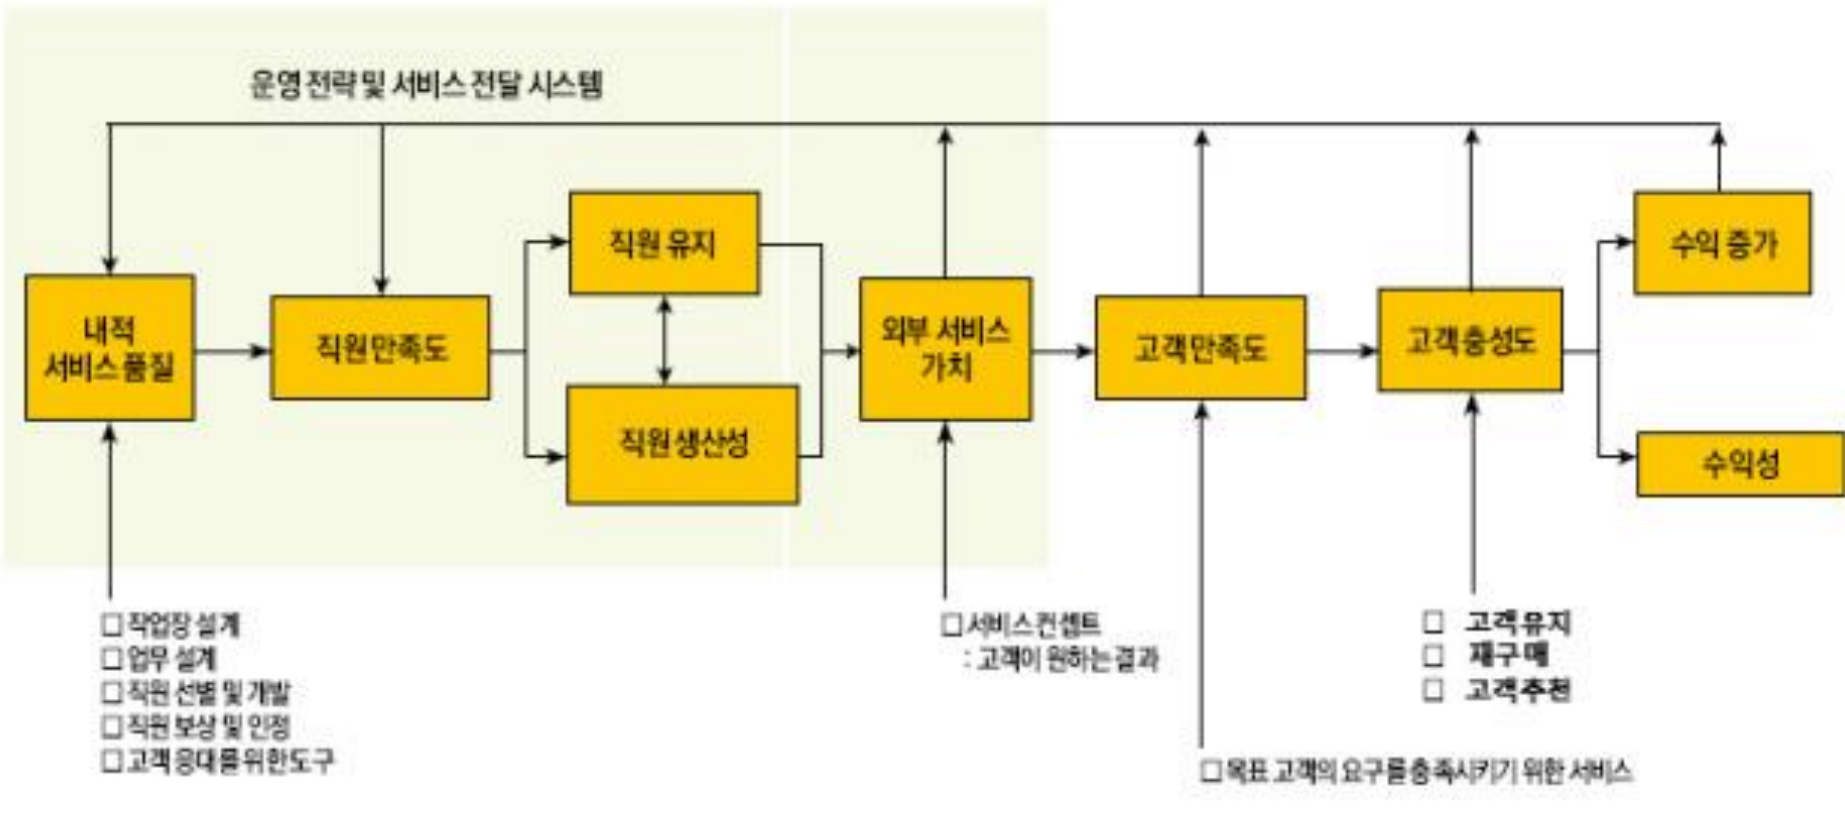 운영 전략 및 서비스 전달 시스템
내적
서비스 품질
직원 만족도
직원 유지
직원 생산성
외부 서비스
가치
고객 만족도
고객 충성도
수익 증가
수익성
□ 작업장 설계
□ 업무 설계
□ 직원 선별 및 개발
□ 직원 보상 및 인정
□ 고객 응대를 위한 도구
□ 서비스 컨셉트
: 고객이 원하는 결과
□ 고객 유지
□ 재구매
□ 고객 추천
□ 목표 고객의 요구를 충족시키기 위한 서비스